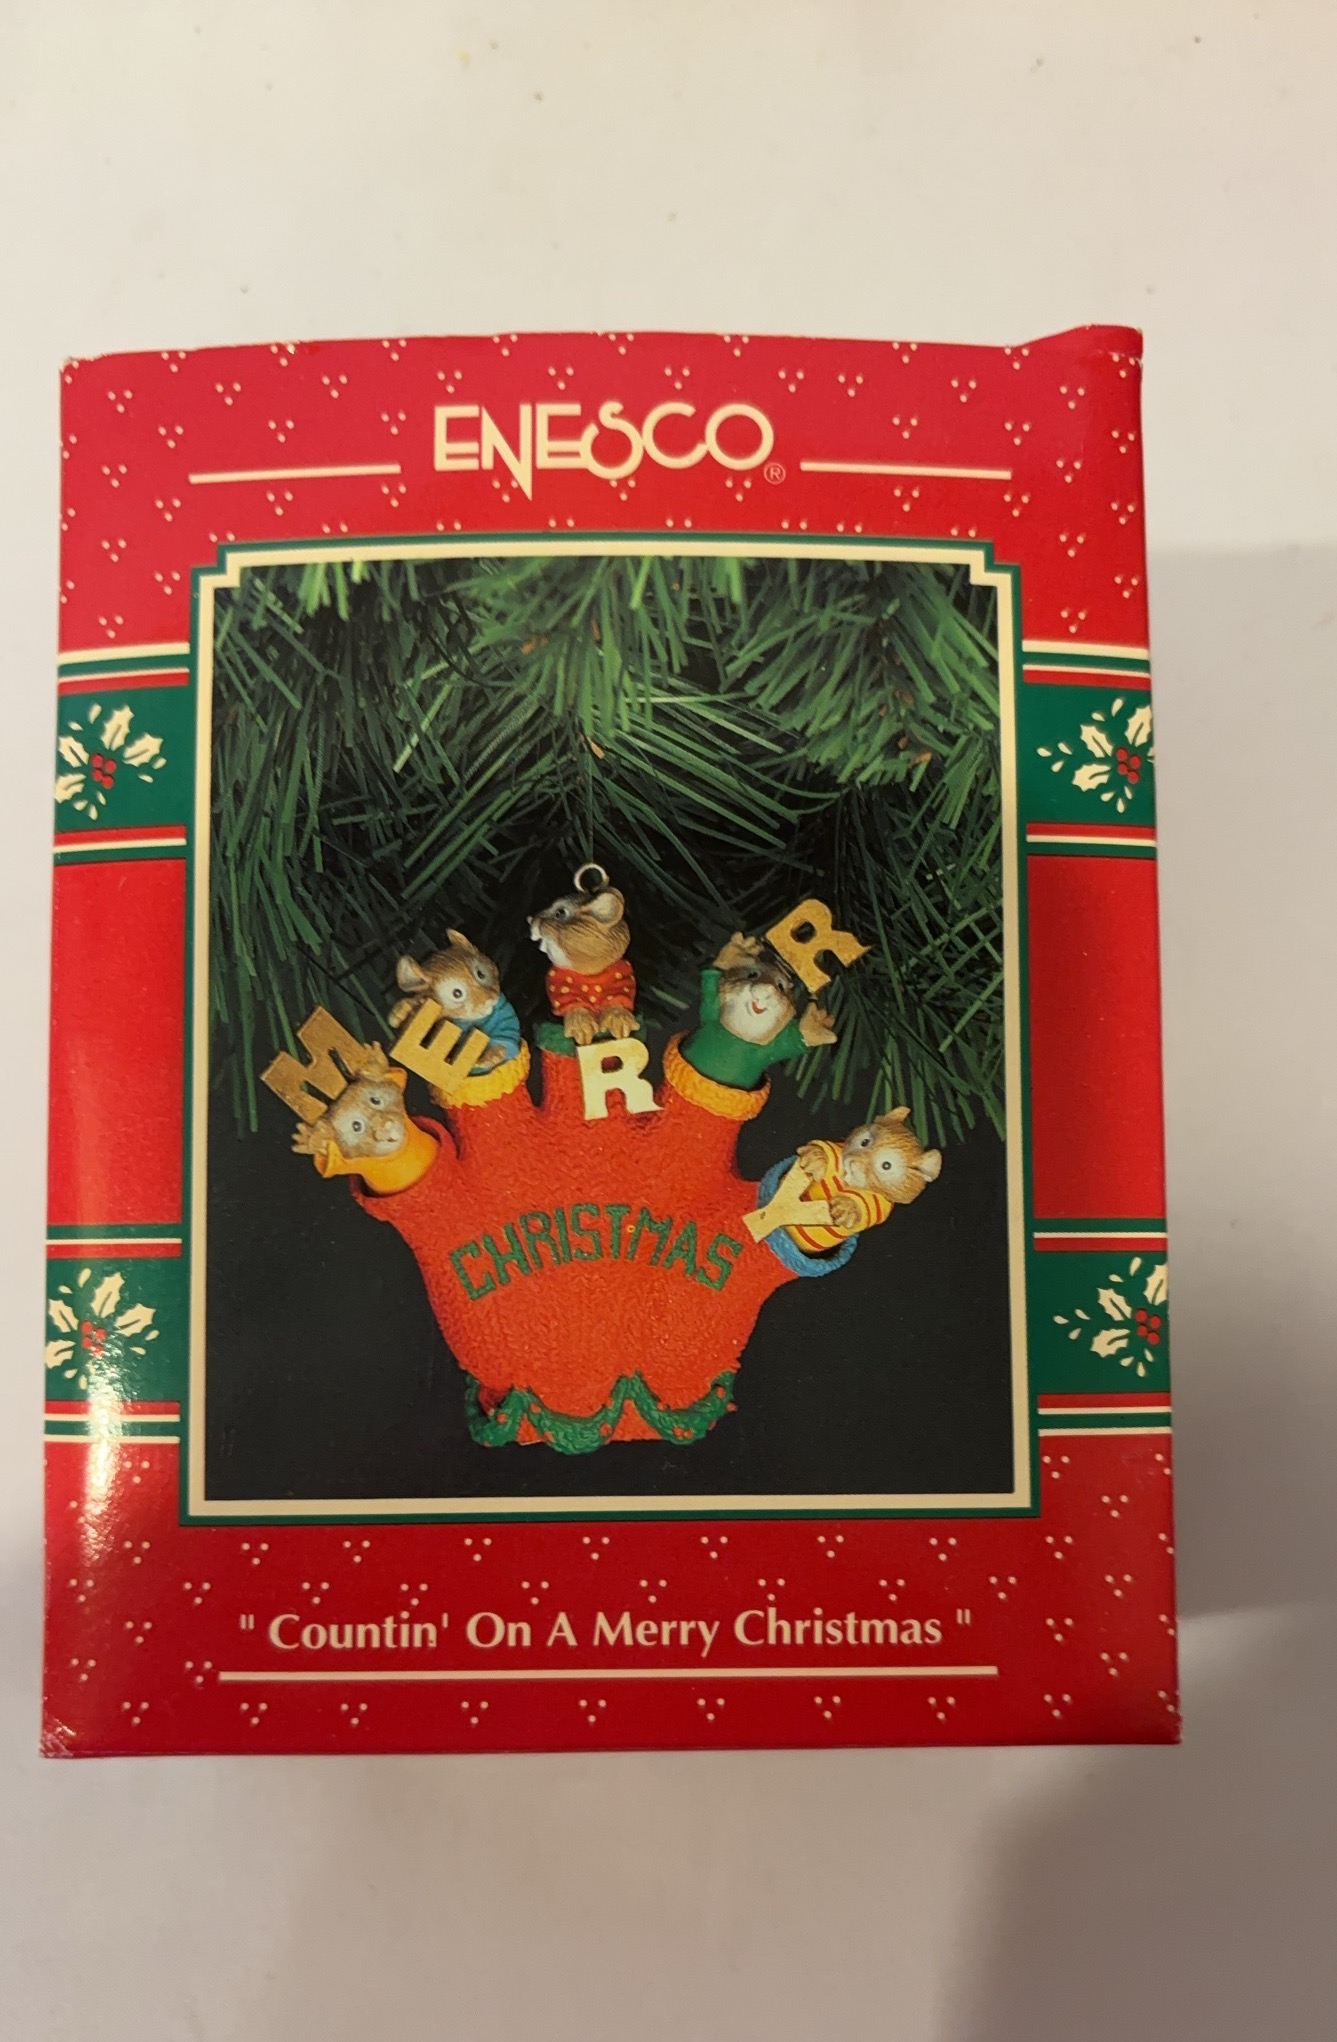 ENESCO®
M E R R Y
CHRISTMAS
" Countin' On A Merry Christmas "